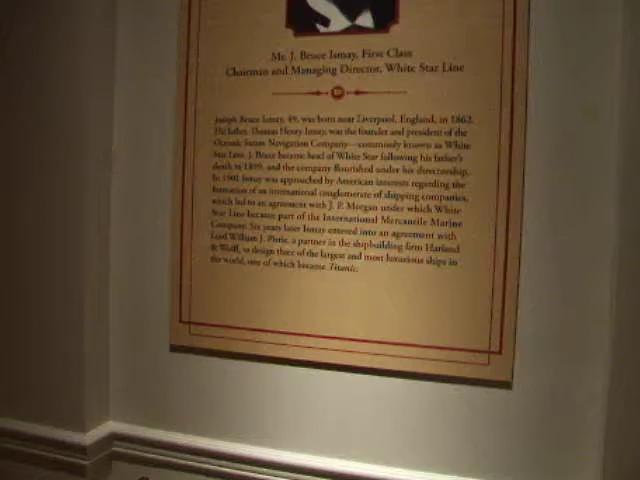 Mr. J. Bruce Ismay, First Class
Chairman and Managing Director, White Star Line
Joseph Bruce Ismay, 49, was born near Liverpool, England, in 1862.
His father, Thomas Henry Ismay, was the founder and president of the
Oceanic Steam Navigation Company—commonly known as White
Star Line. J. Bruce became head of White Star following his father's
death in 1899, and the company flourished under his directorship.
In 1901 Ismay was approached by American interests regarding the
formation of an international conglomerate of shipping companies,
which led to an agreement with J. P. Morgan under which White
Star Line became part of the International Mercantile Marine
Company. Six years later Ismay entered into an agreement with
Lord William J. Pirrie, a partner in the shipbuilding firm Harland
& Wolff, to design three of the largest and most luxurious ships in
the world, one of which became Titanic.